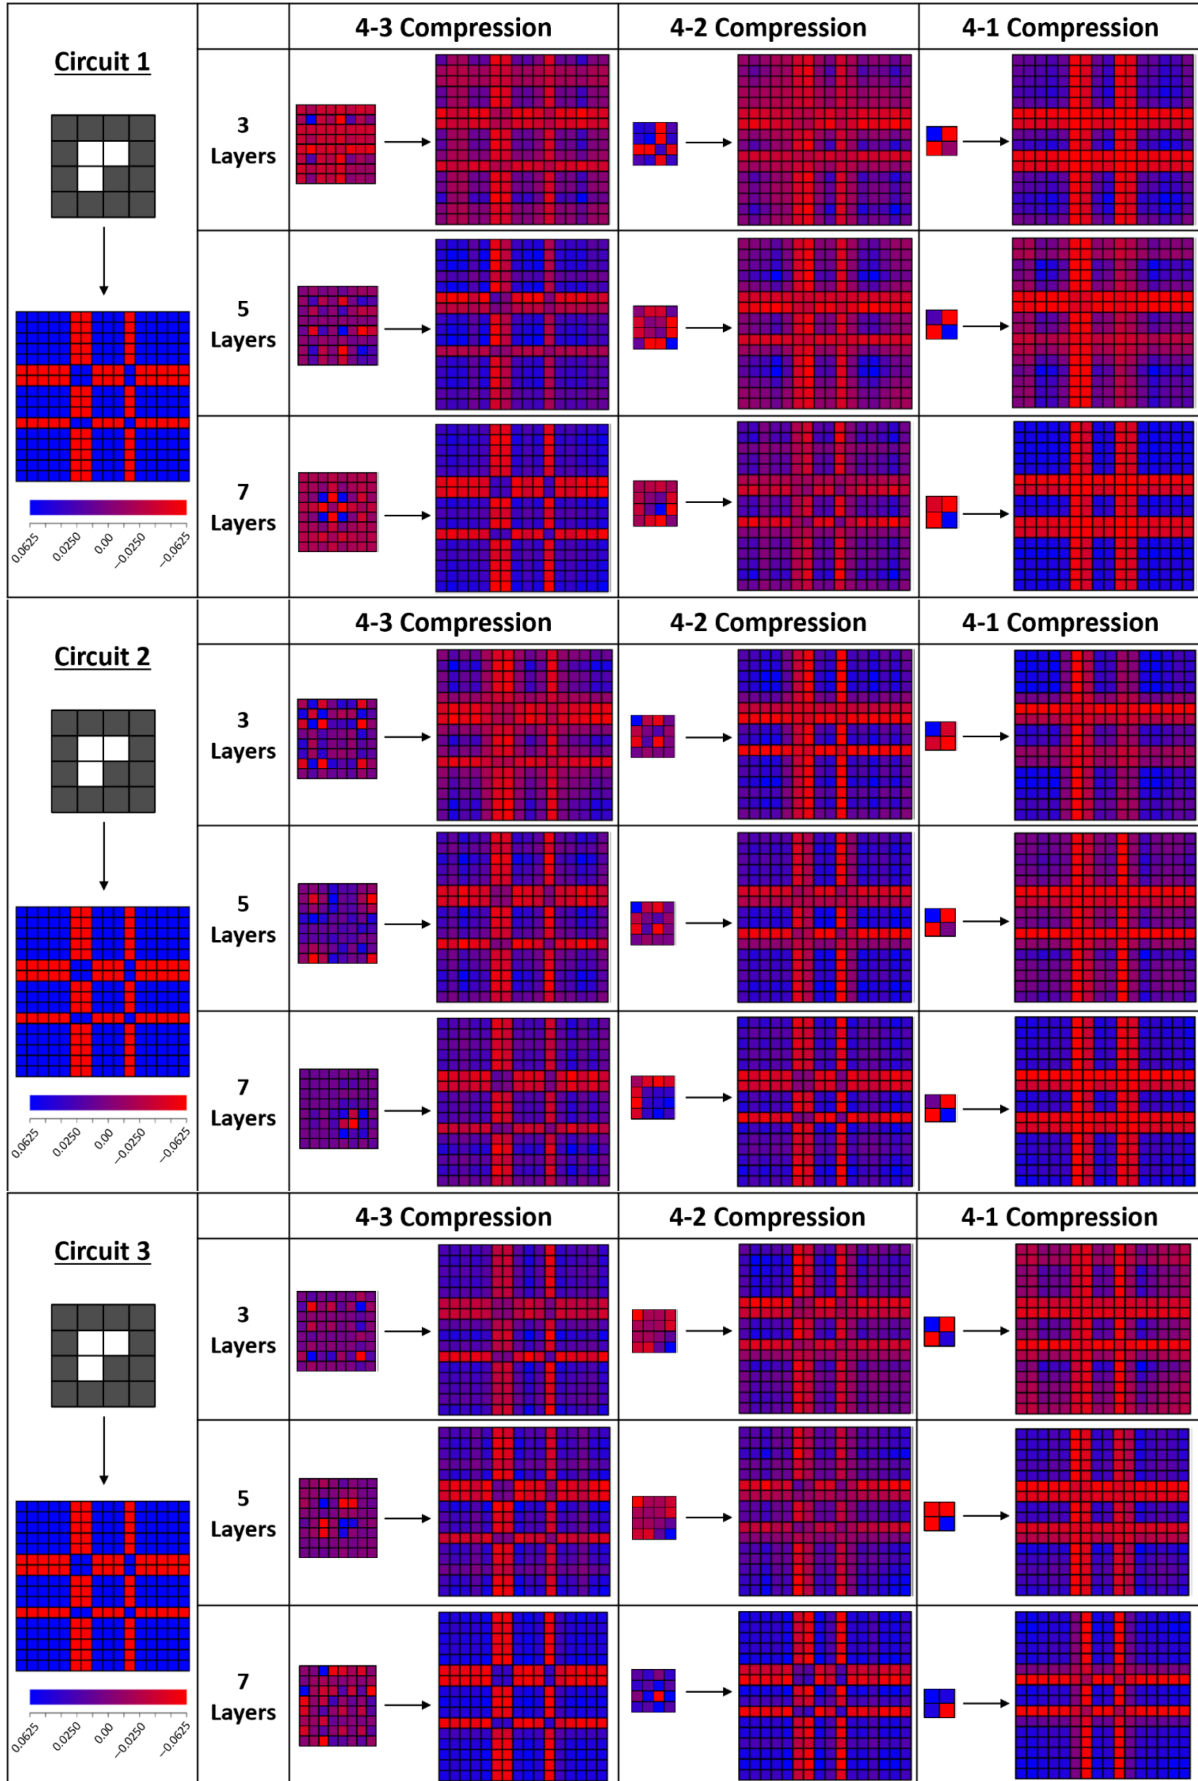 4-3 Compression 4-2 Compression 4-1 Compression
Circuit 1
3
Layers
5
Layers
7
Layers
0.0625 0.0250 0.00 −0.0250 −0.0625
4-3 Compression 4-2 Compression 4-1 Compression
Circuit 2
3
Layers
5
Layers
7
Layers
0.0625 0.0250 0.00 −0.0250 −0.0625
4-3 Compression 4-2 Compression 4-1 Compression
Circuit 3
3
Layers
5
Layers
7
Layers
0.0625 0.0250 0.00 −0.0250 −0.0625